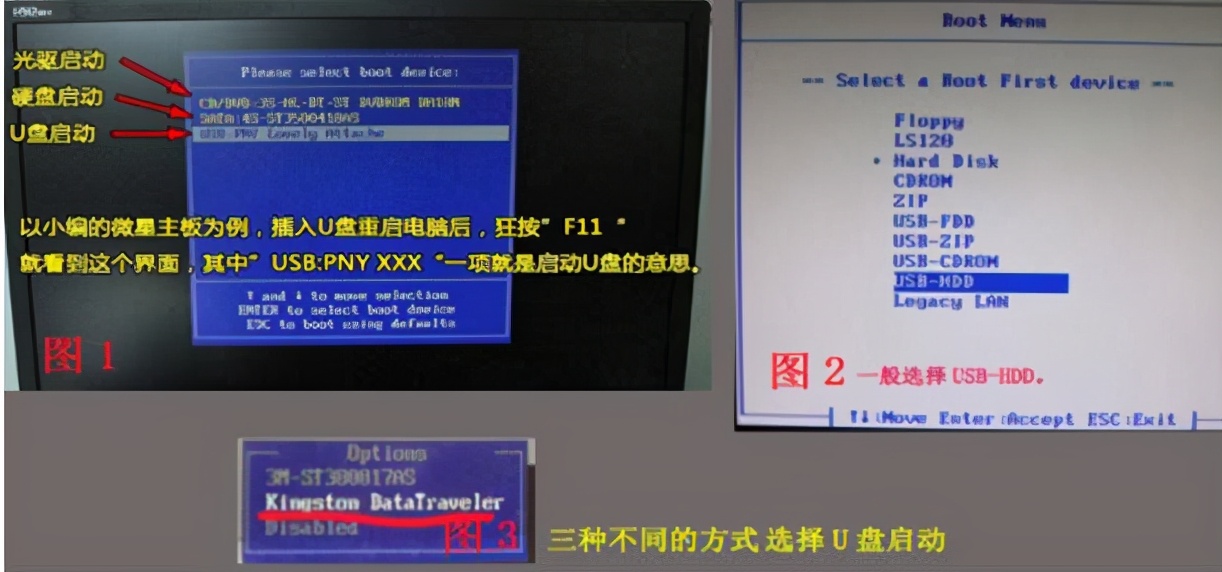 光驱启动
硬盘启动
U盘启动
Please select boot device:
以小编的微星主板为例，插入U盘重启电脑后，狂按”F11“
就看到这个界面，其中”USB:PNY XXX“一项就是启动U盘的意思。
↑ and ↓ to move selection
ENTER to select boot device
ESC to boot using defaults
图 1
Boot Menu
== Select a Boot First device ==
Floppy
LS120
Hard Disk
CDROM
ZIP
USB-FDD
USB-ZIP
USB-CDROM
USB-HDD
Legacy LAN
图 2 一般选择 USB-HDD。
↑↓:Move Enter:Accept ESC:Exit
Options
Kingston DataTraveler
Disabled
图 3
三种不同的方式 选择 U 盘启动